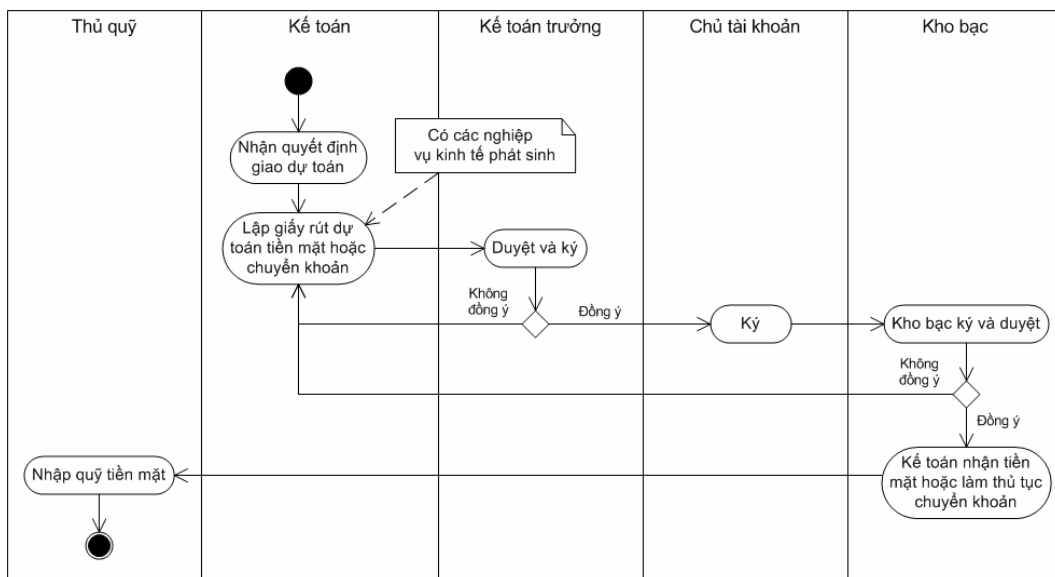 Thủ quỹ
Kế toán
Kế toán trưởng
Chủ tài khoản
Kho bạc
Nhận quyết định
giao dự toán
Có các nghiệp
vụ kinh tế phát sinh
Lập giấy rút dự
toán tiền mặt hoặc
chuyển khoản
Duyệt và ký
Không
đồng ý
Đồng ý
Ký
Kho bạc ký và duyệt
Không
đồng ý
Đồng ý
Kế toán nhận tiền
mặt hoặc làm thủ tục
chuyển khoản
Nhập quỹ tiền mặt